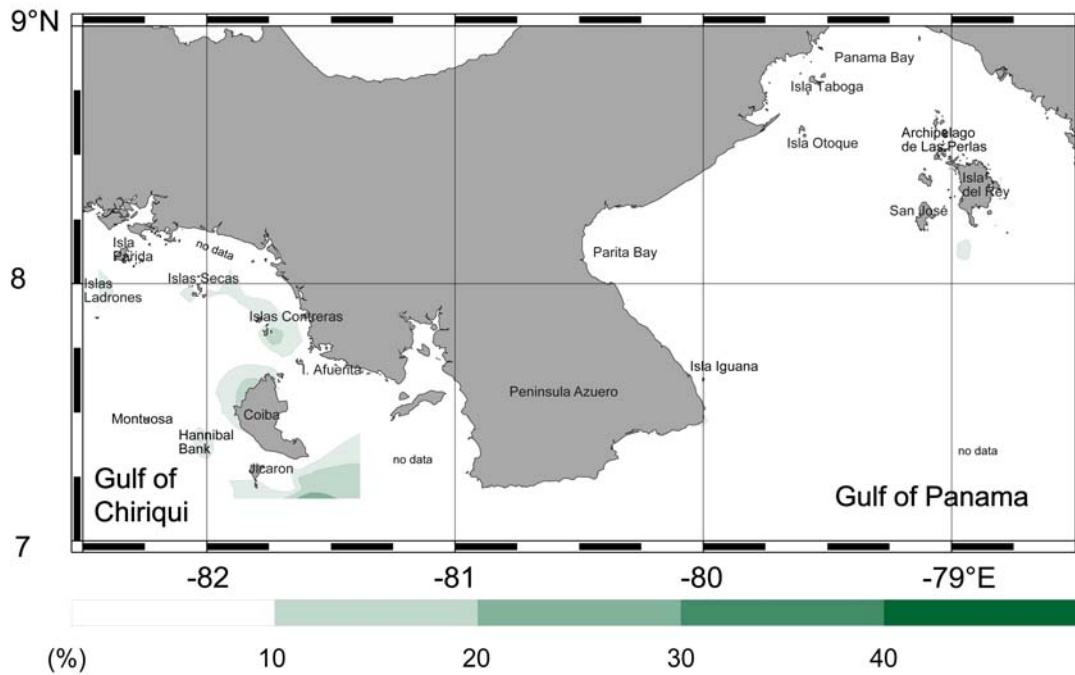 9°N
Panama Bay
Isla Taboga
Isla Otoque
Archipelago
de Las Perlas
Isla
del Rey
San José
Isla
Parida
no data
Parita Bay
8
Islas Secas
Islas
Ladrones
Islas Contreras
I. Afuerita
Isla Iguana
Peninsula Azuero
Montuosa
Coiba
Hannibal
Bank
no data
no data
Jicaron
Gulf of
Chiriqui
Gulf of Panama
7
-82
-81
-80
-79°E
(%)
10
20
30
40